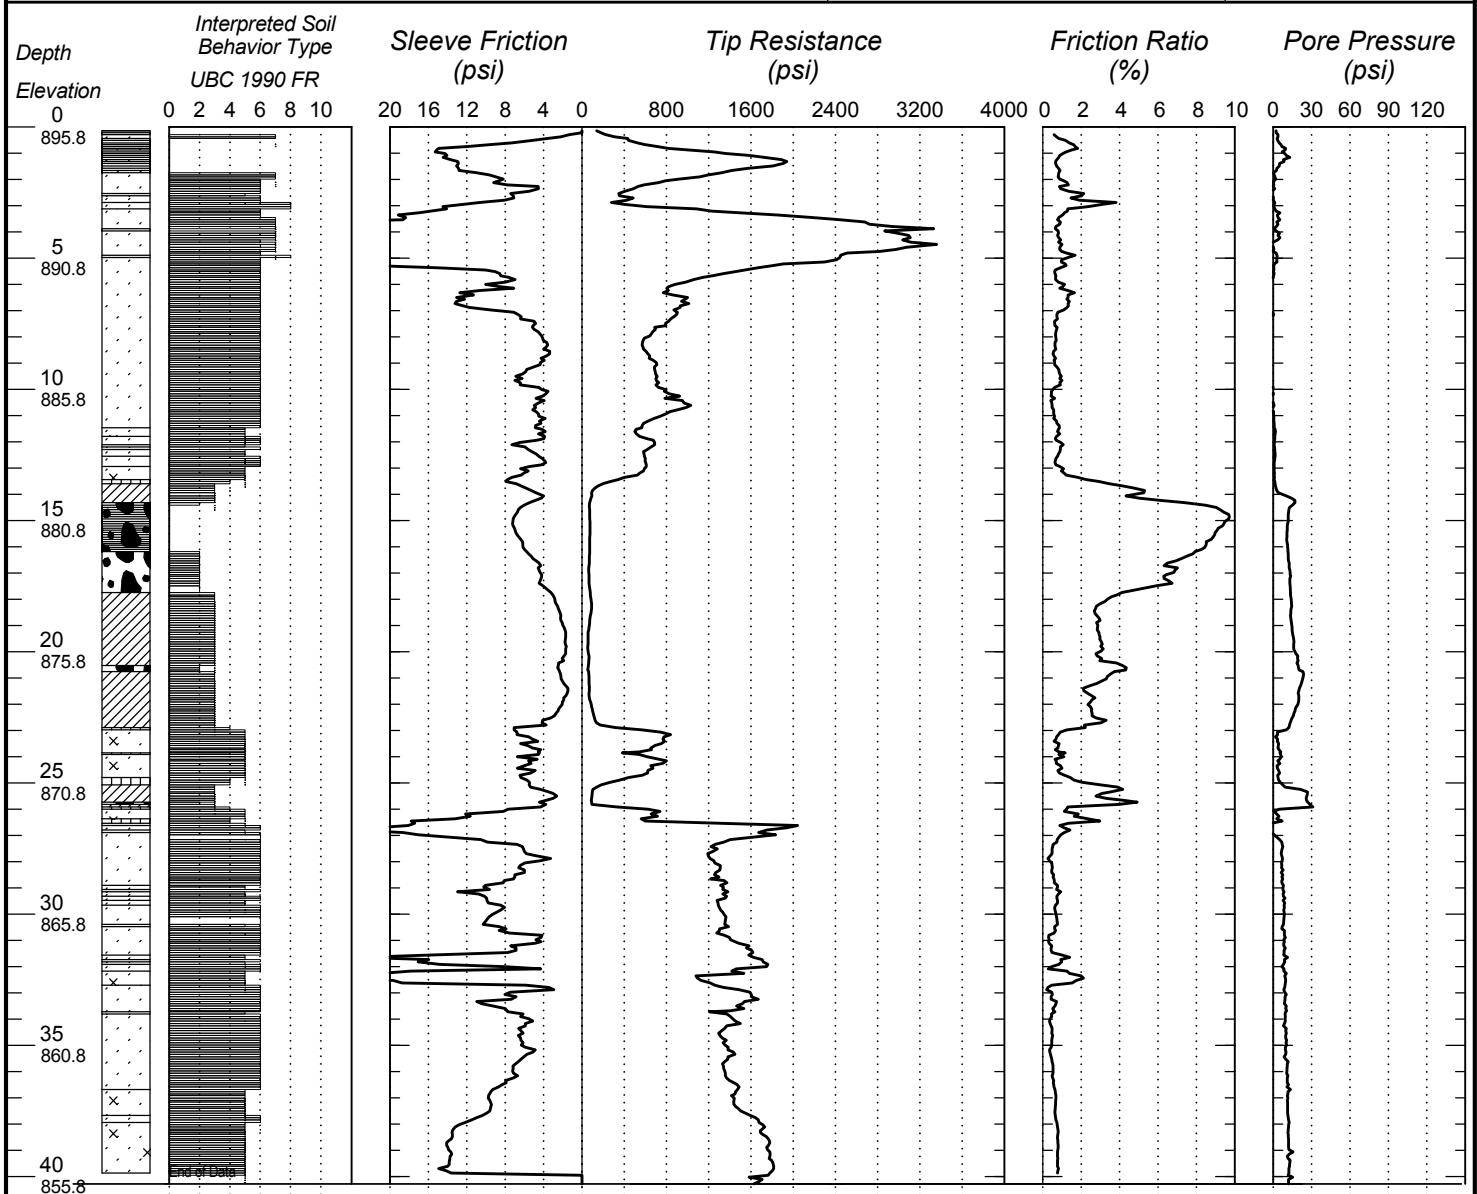 Depth
Elevation
Interpreted Soil
Behavior Type
UBC 1990 FR
Sleeve Friction
(psi)
Tip Resistance
(psi)
Friction Ratio
(%)
Pore Pressure
(psi)
0 2 4 6 8 10
20 16 12 8 4 0
800 1600 2400 3200 4000
0 2 4 6 8 10
0 30 60 90 120
0
895.8
5
890.8
10
885.8
15
880.8
20
875.8
25
870.8
30
865.8
35
860.8
40
855.8
End of Data